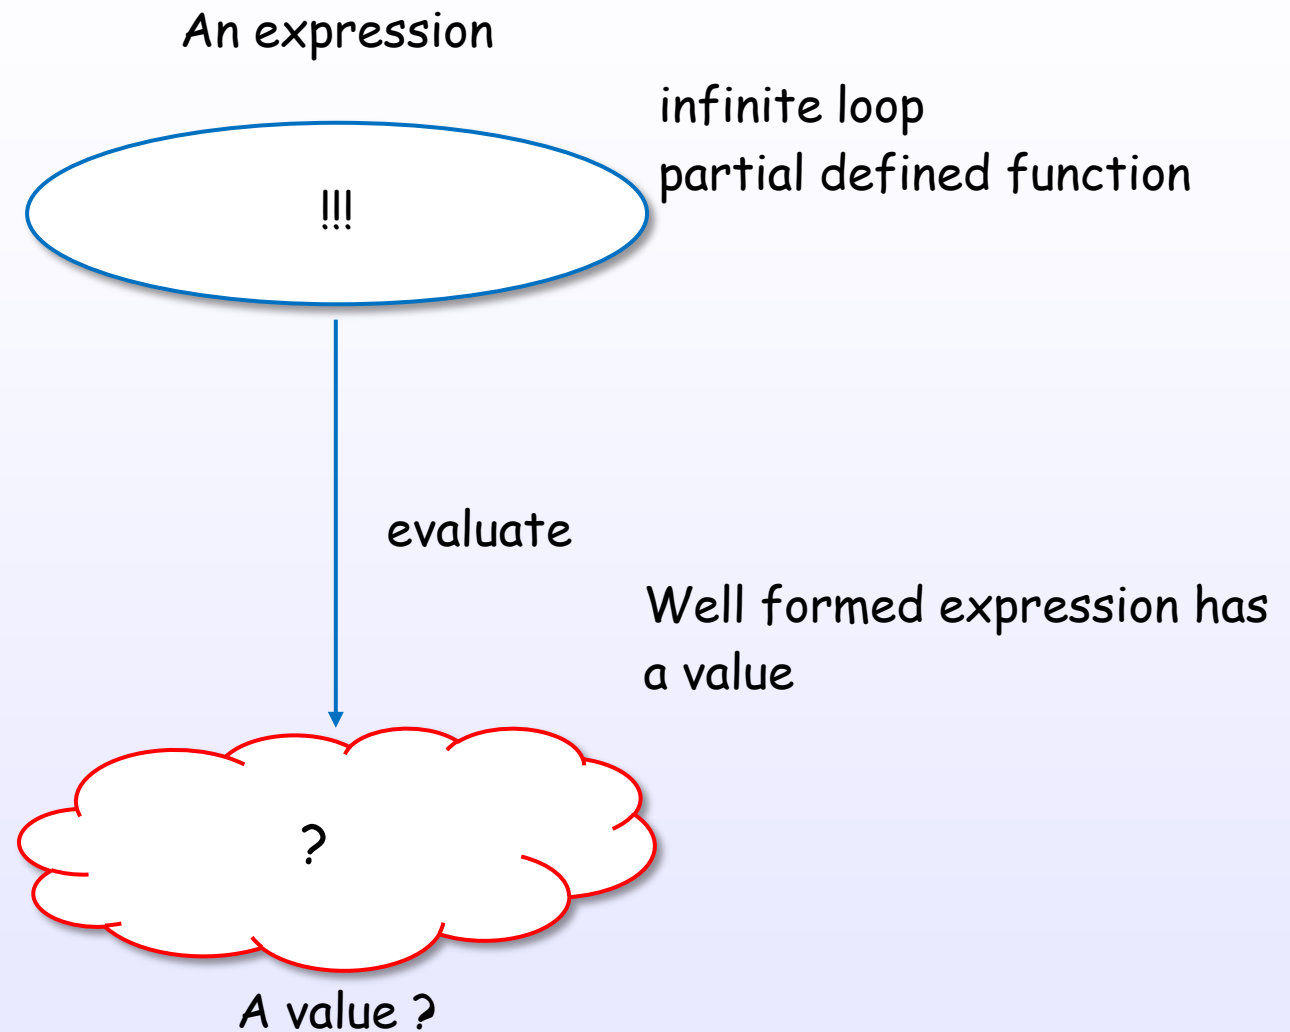 An expression
infinite loop
partial defined function
!!!
evaluate
Well formed expression has
a value
?
A value ?